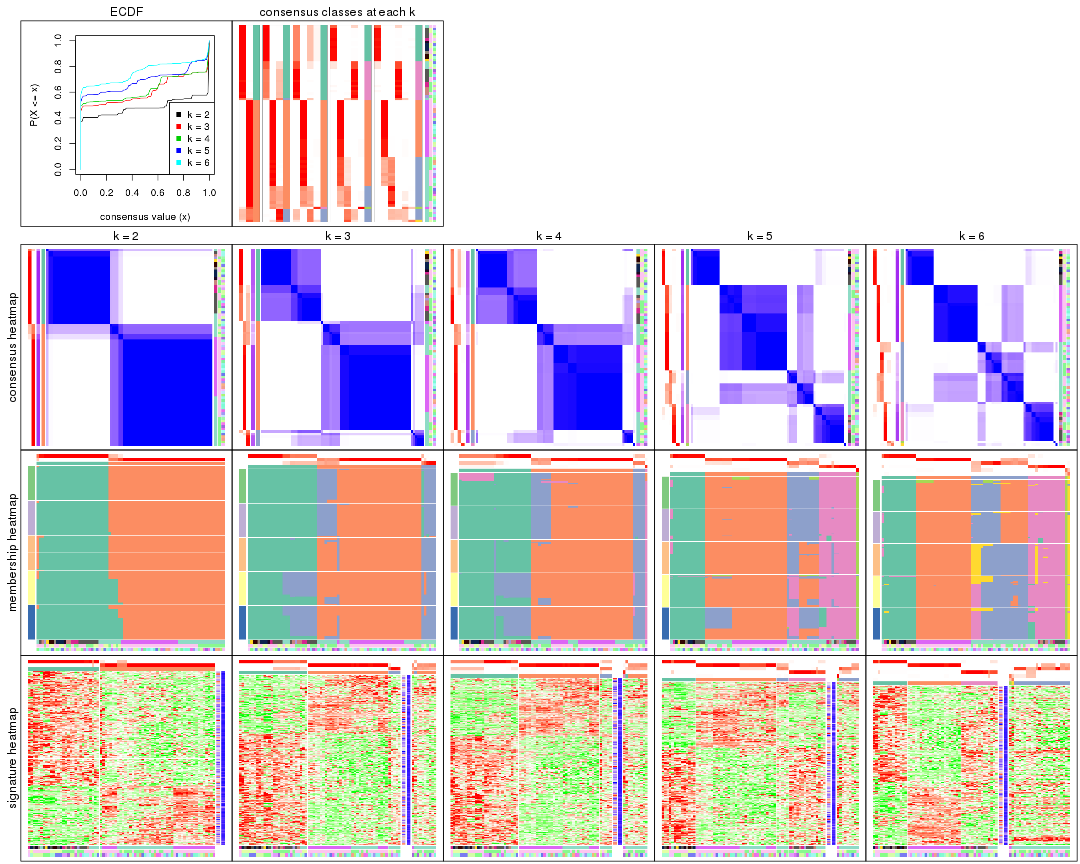 ECDF
consensus classes at each k
P(X <= x)
0.0 0.2 0.4 0.6 0.8 1.0
k = 2
k = 3
k = 4
k = 5
k = 6
0.0 0.2 0.4 0.6 0.8 1.0
consensus value (x)
k = 2
k = 3
k = 4
k = 5
k = 6
consensus heatmap
membership heatmap
signature heatmap